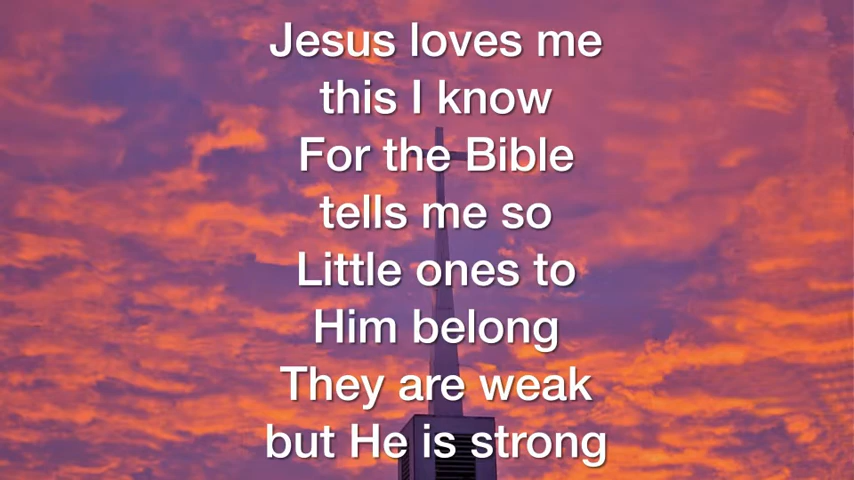 Jesus loves me
this I know
For the Bible
tells me so
Little ones to
Him belong
They are weak
but He is strong